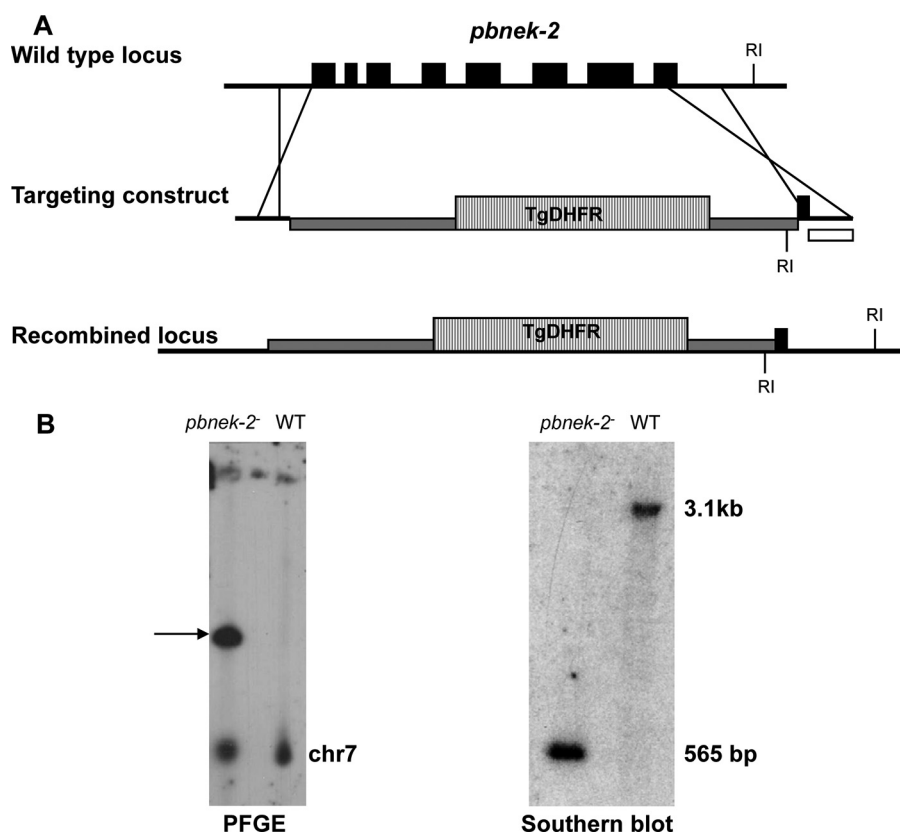 A
pbnek-2
Wild type locus
RI
Targeting construct
TgDHFR
RI
Recombined locus
TgDHFR
RI
RI
B
pbnek-2- WT
pbnek-2- WT
3.1kb
chr7
565 bp
PFGE
Southern blot